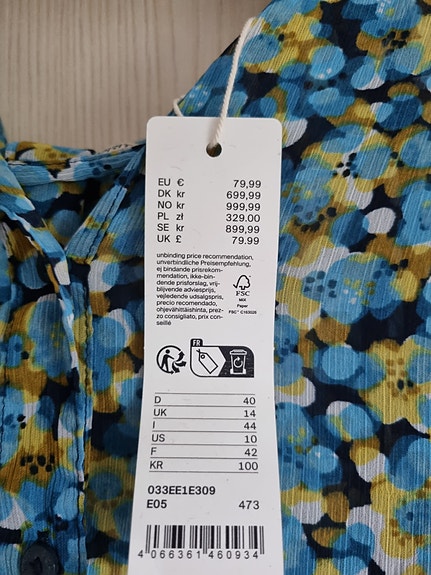 EU € 79,99
DK kr 699,99
NO kr 999,99
PL zł 329.00
SE kr 899,99
UK £ 79.99
unbinding price recommendation,
unverbindliche Preisempfehlung,
ej bindande prisrekom-
mendation, ikke-bin-
dende prisforslag, vrij-
blijvende adviesprijs,
vejledende udsalgspris,
precio recomendado,
ohjevähittäishinta, prez-
zo consigliato, prix con-
seillé
FSC
MIX
Paper
FSC™ C163026
FR
D 40
UK 14
I 44
US 10
F 42
KR 100
033EE1E309
E05 473
4 066361 460934